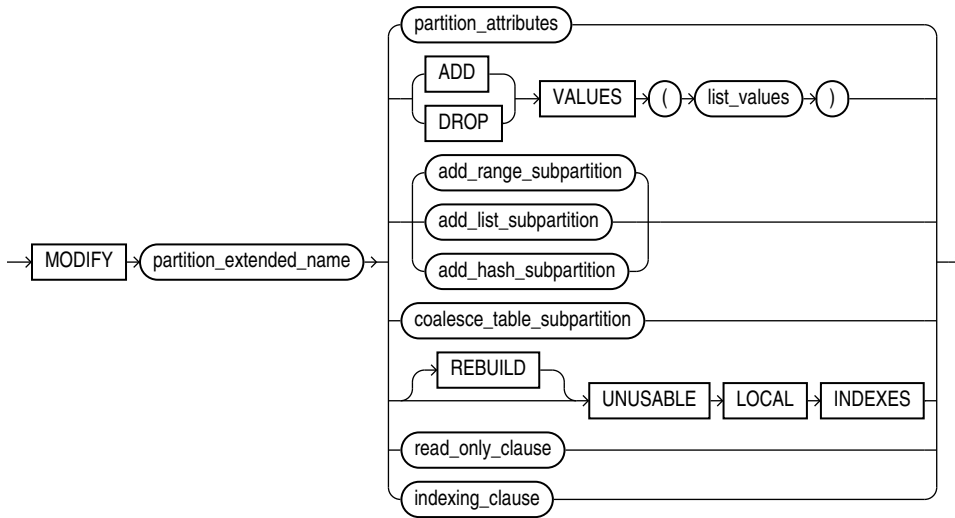 partition_attributes
ADD
DROP
VALUES ( list_values )
add_range_subpartition
add_list_subpartition
add_hash_subpartition
MODIFY partition_extended_name
coalesce_table_subpartition
REBUILD
UNUSABLE LOCAL INDEXES
read_only_clause
indexing_clause